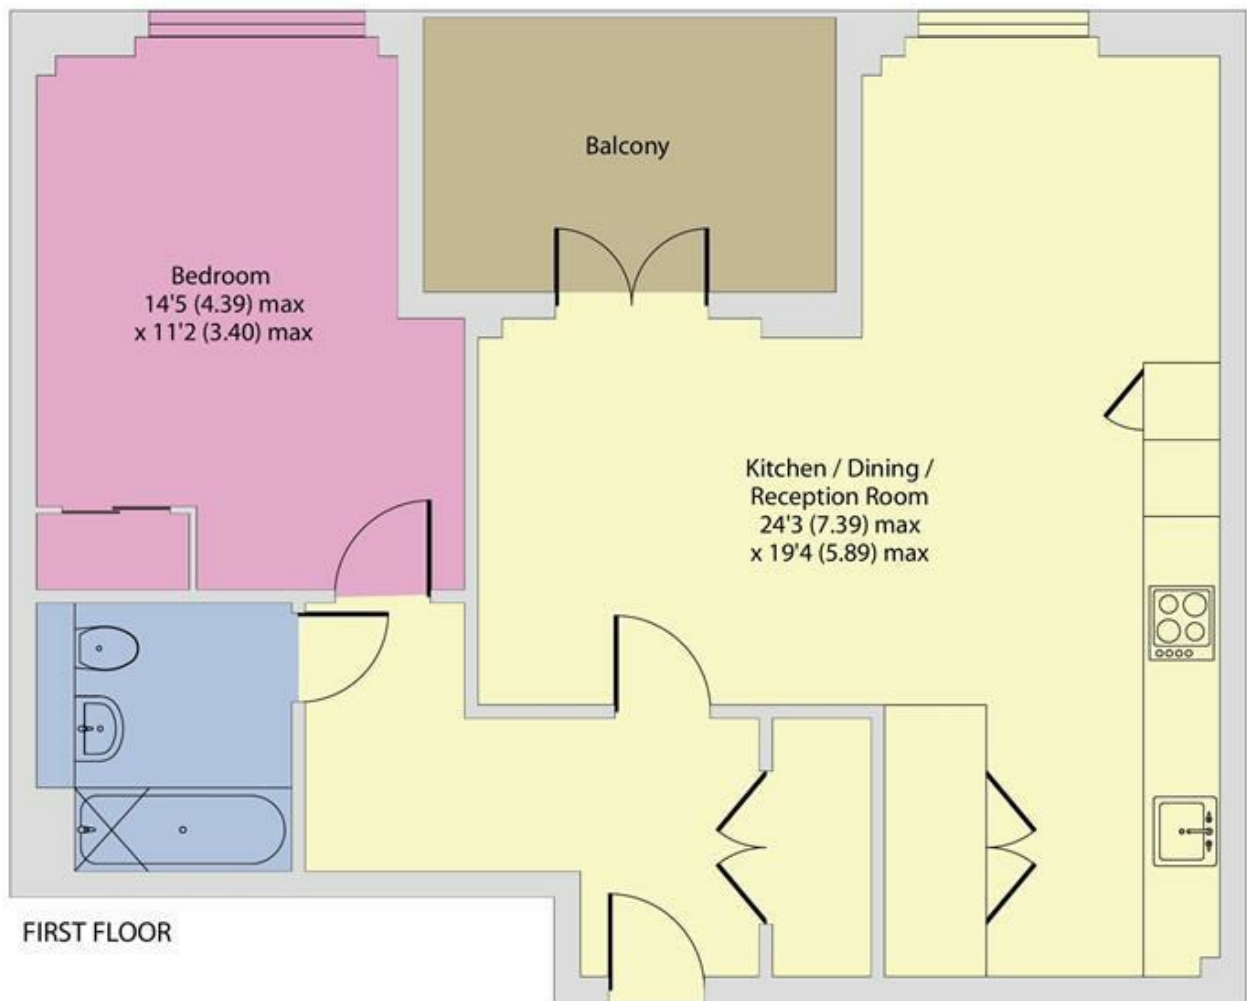 Balcony
Bedroom
14'5 (4.39) max
x 11'2 (3.40) max
Kitchen / Dining /
Reception Room
24'3 (7.39) max
x 19'4 (5.89) max
FIRST FLOOR